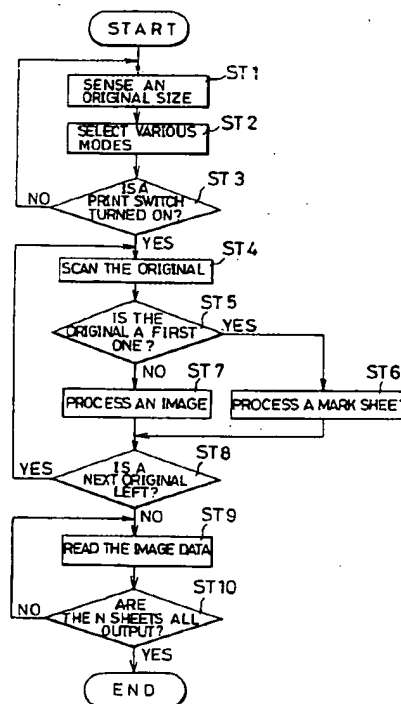 START
ST1
SENSE AN
ORIGINAL SIZE
ST2
SELECT VARIOUS
MODES
ST3
IS A
PRINT SWITCH
TURNED ON?
NO
YES
ST4
SCAN THE ORIGINAL
ST5
IS THE
ORIGINAL A FIRST
ONE?
YES
NO
ST7
PROCESS AN IMAGE
ST6
PROCESS A MARK SHEET
ST8
IS A
NEXT ORIGINAL
LEFT?
YES
NO
ST9
READ THE IMAGE DATA
ST10
ARE
THE N SHEETS ALL
OUTPUT?
NO
YES
END